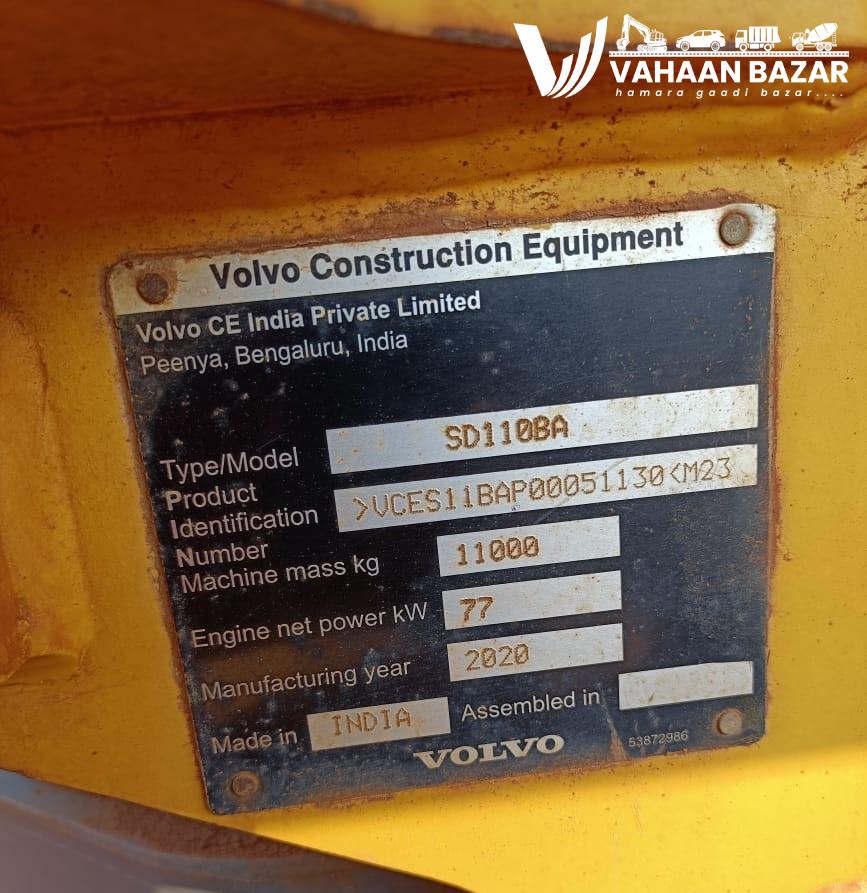 VAHAAN BAZAR
hamara gaadi bazar....
Volvo Construction Equipment
Volvo CE India Private Limited
Peenya, Bengaluru, India
Type/Model SD110BA
Product
Identification
Number >VCES11BAP00051130<M23
Machine mass kg 11000
Engine net power kW 77
Manufacturing year 2020
Made in INDIA Assembled in
VOLVO 53872986